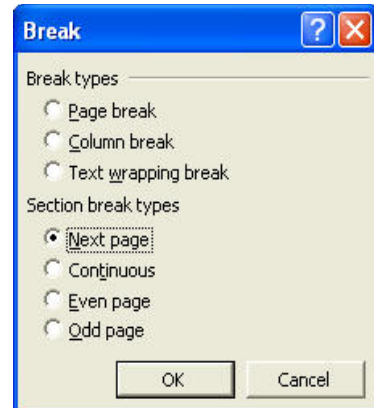 Break
Break types
Page break
Column break
Text wrapping break
Section break types
Next page
Continuous
Even page
Odd page
OK Cancel